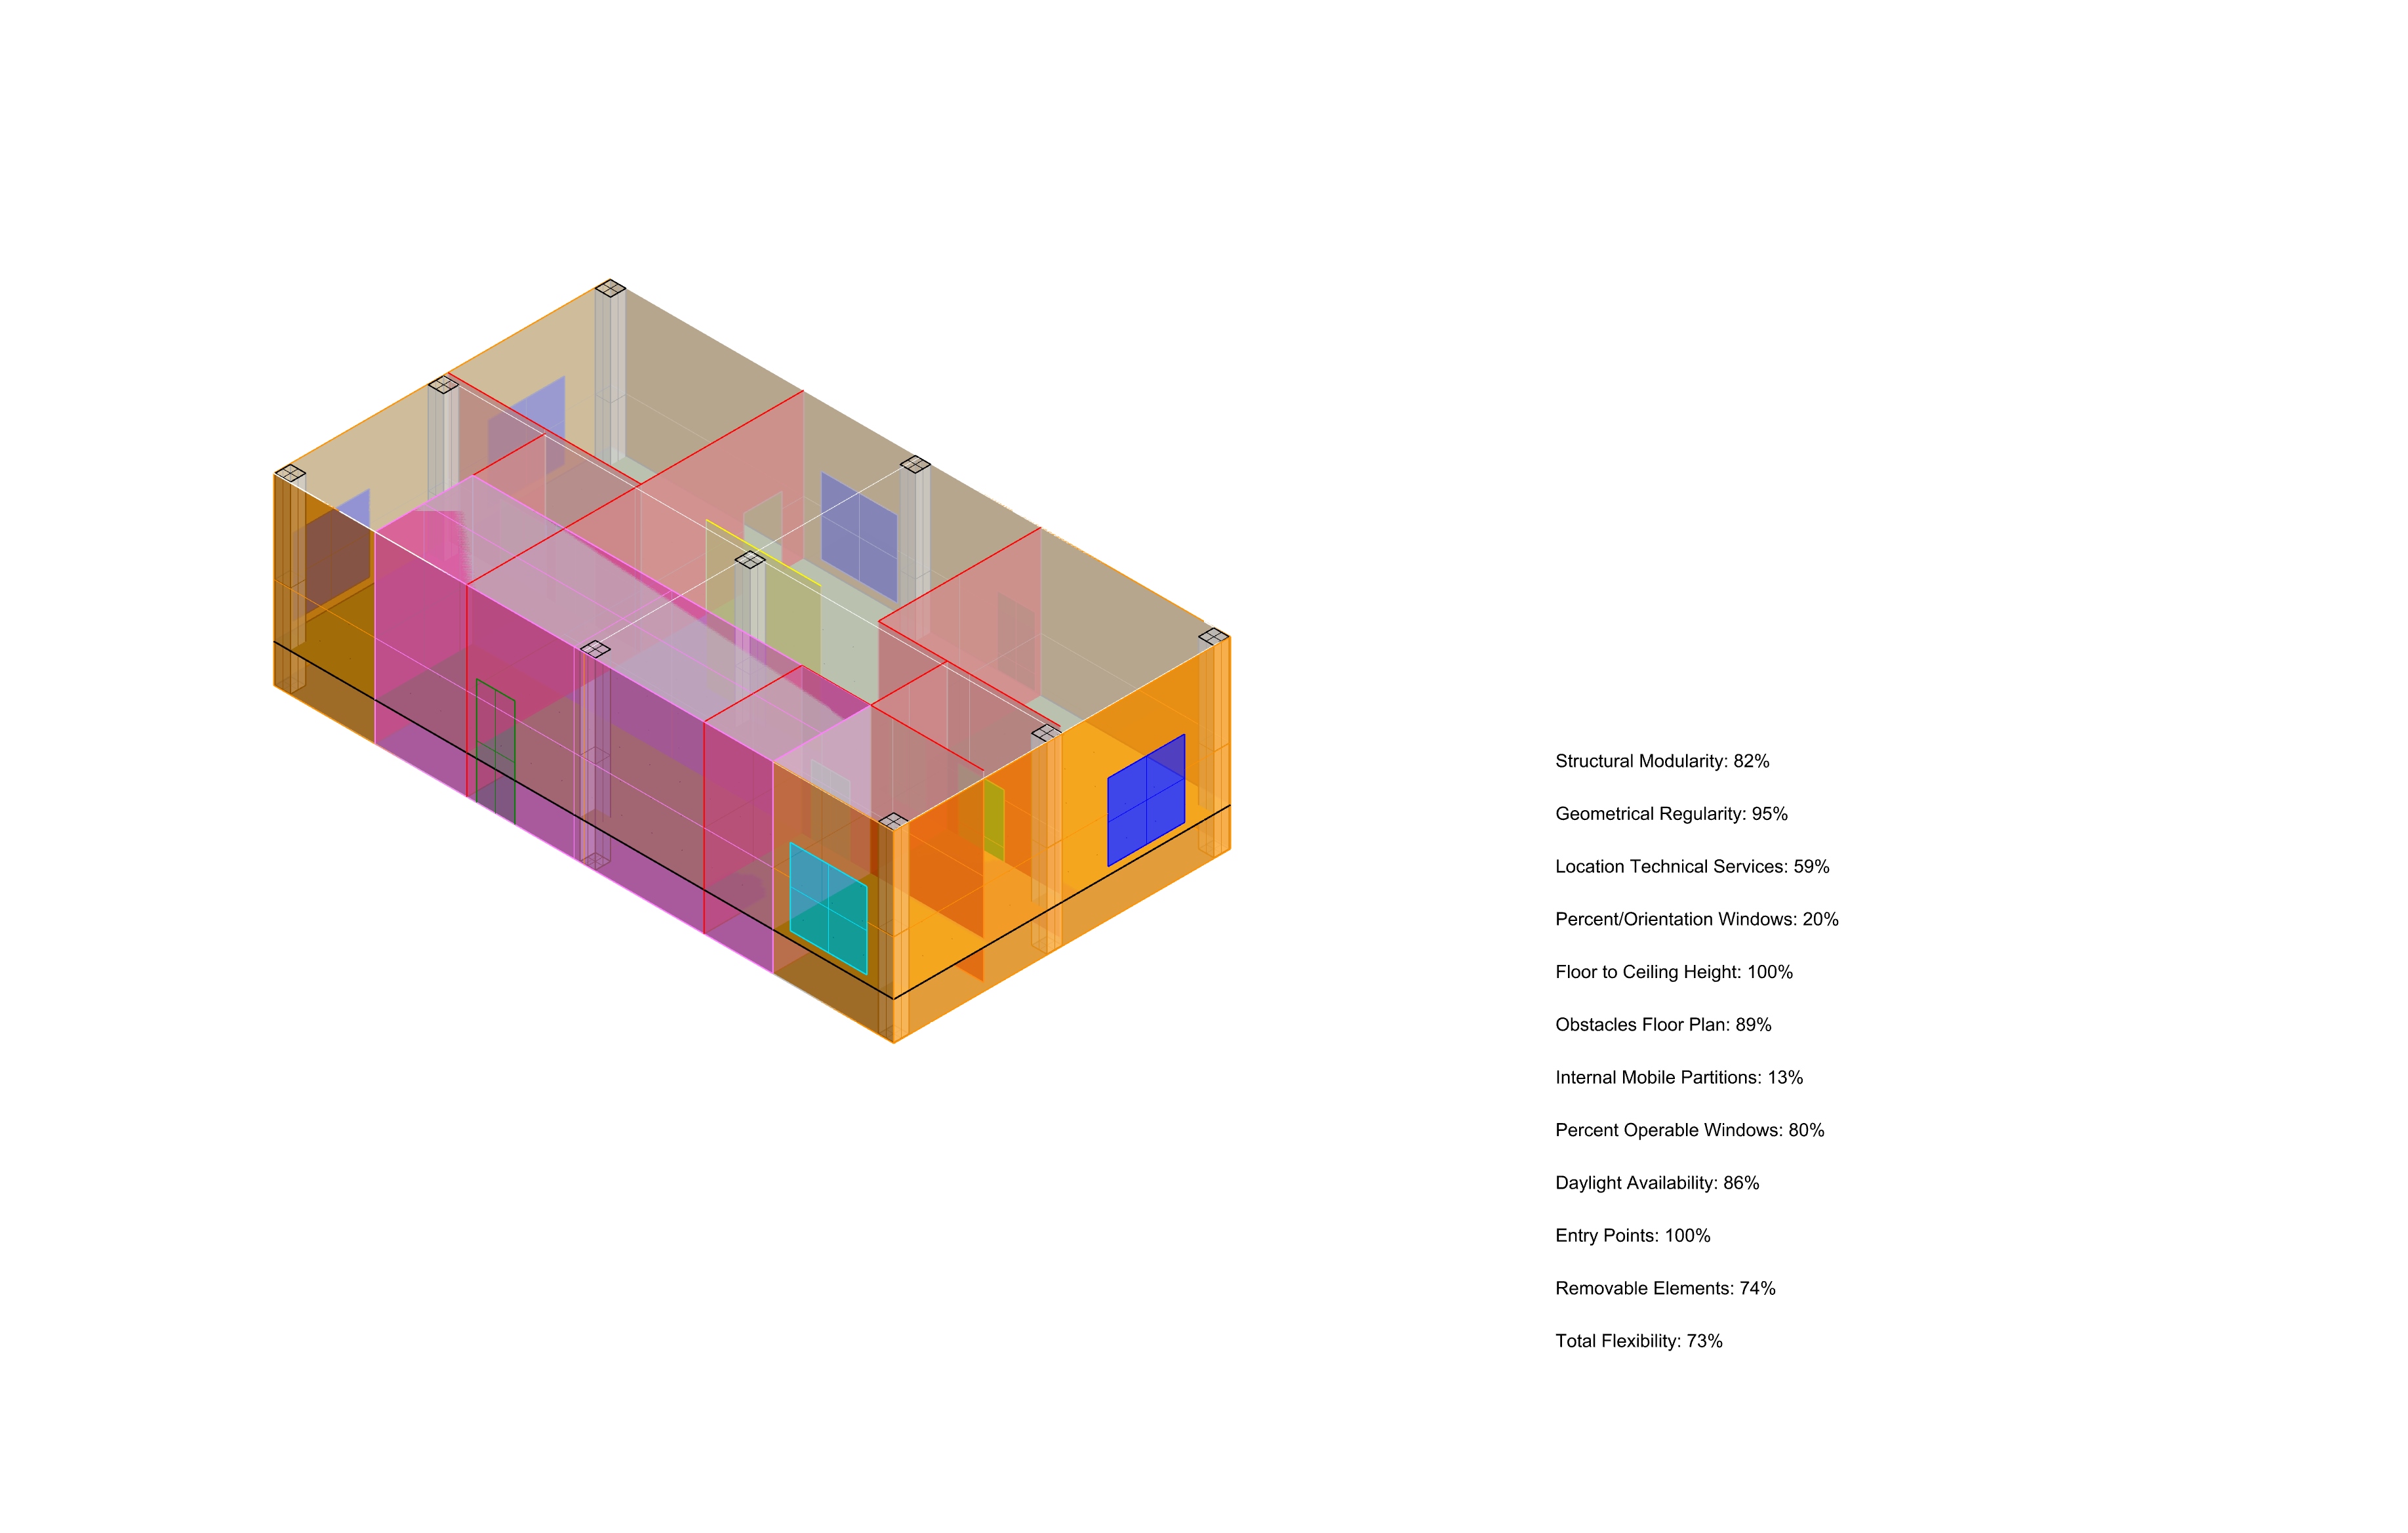 Structural Modularity: 82%
Geometrical Regularity: 95%
Location Technical Services: 59%
Percent/Orientation Windows: 20%
Floor to Ceiling Height: 100%
Obstacles Floor Plan: 89%
Internal Mobile Partitions: 13%
Percent Operable Windows: 80%
Daylight Availability: 86%
Entry Points: 100%
Removable Elements: 74%
Total Flexibility: 73%